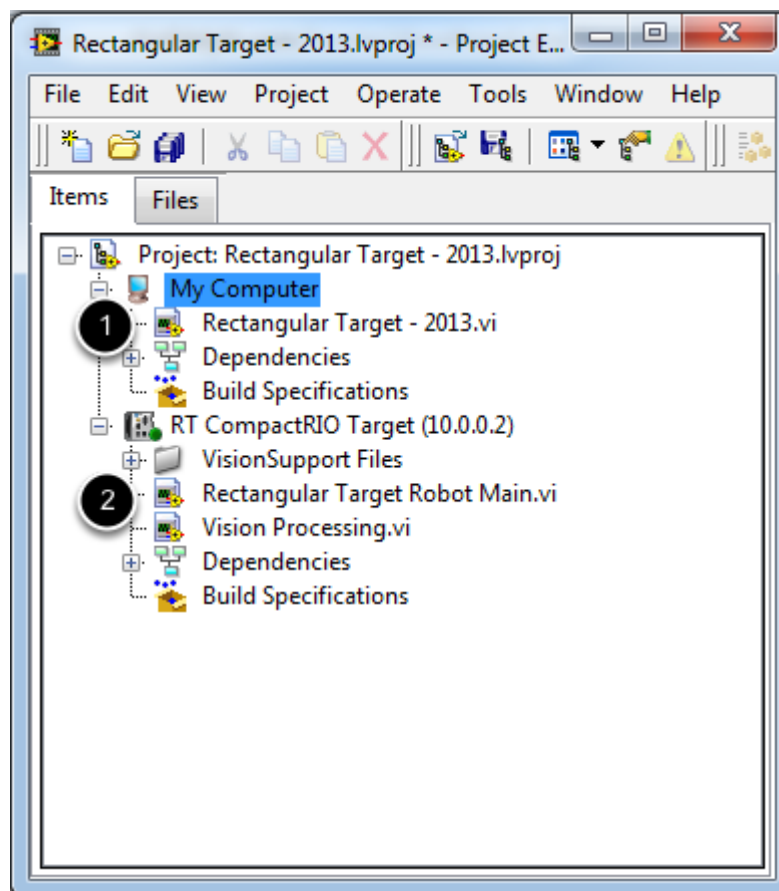 Rectangular Target - 2013.lvproj * - Project E...
File Edit View Project Operate Tools Window Help
Items Files
Project: Rectangular Target - 2013.lvproj
My Computer
1 Rectangular Target - 2013.vi
Dependencies
Build Specifications
RT CompactRIO Target (10.0.0.2)
VisionSupport Files
2 Rectangular Target Robot Main.vi
Vision Processing.vi
Dependencies
Build Specifications